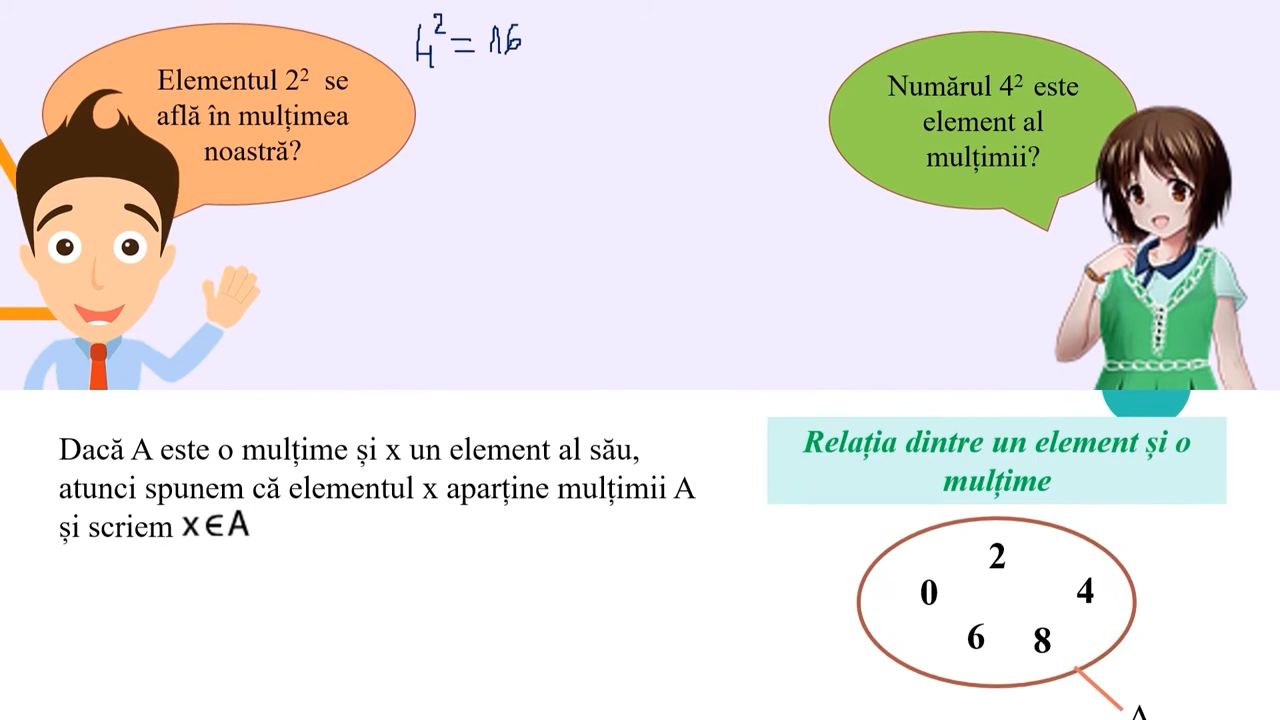 Elementul 2² se
află în mulțimea
noastră?
4² = 16
Numărul 4² este
element al
mulțimii?
Dacă A este o mulțime și x un element al său,
atunci spunem că elementul x aparține mulțimii A
și scriem x∈A
Relația dintre un element și o
mulțime
2
0
4
6 8
A